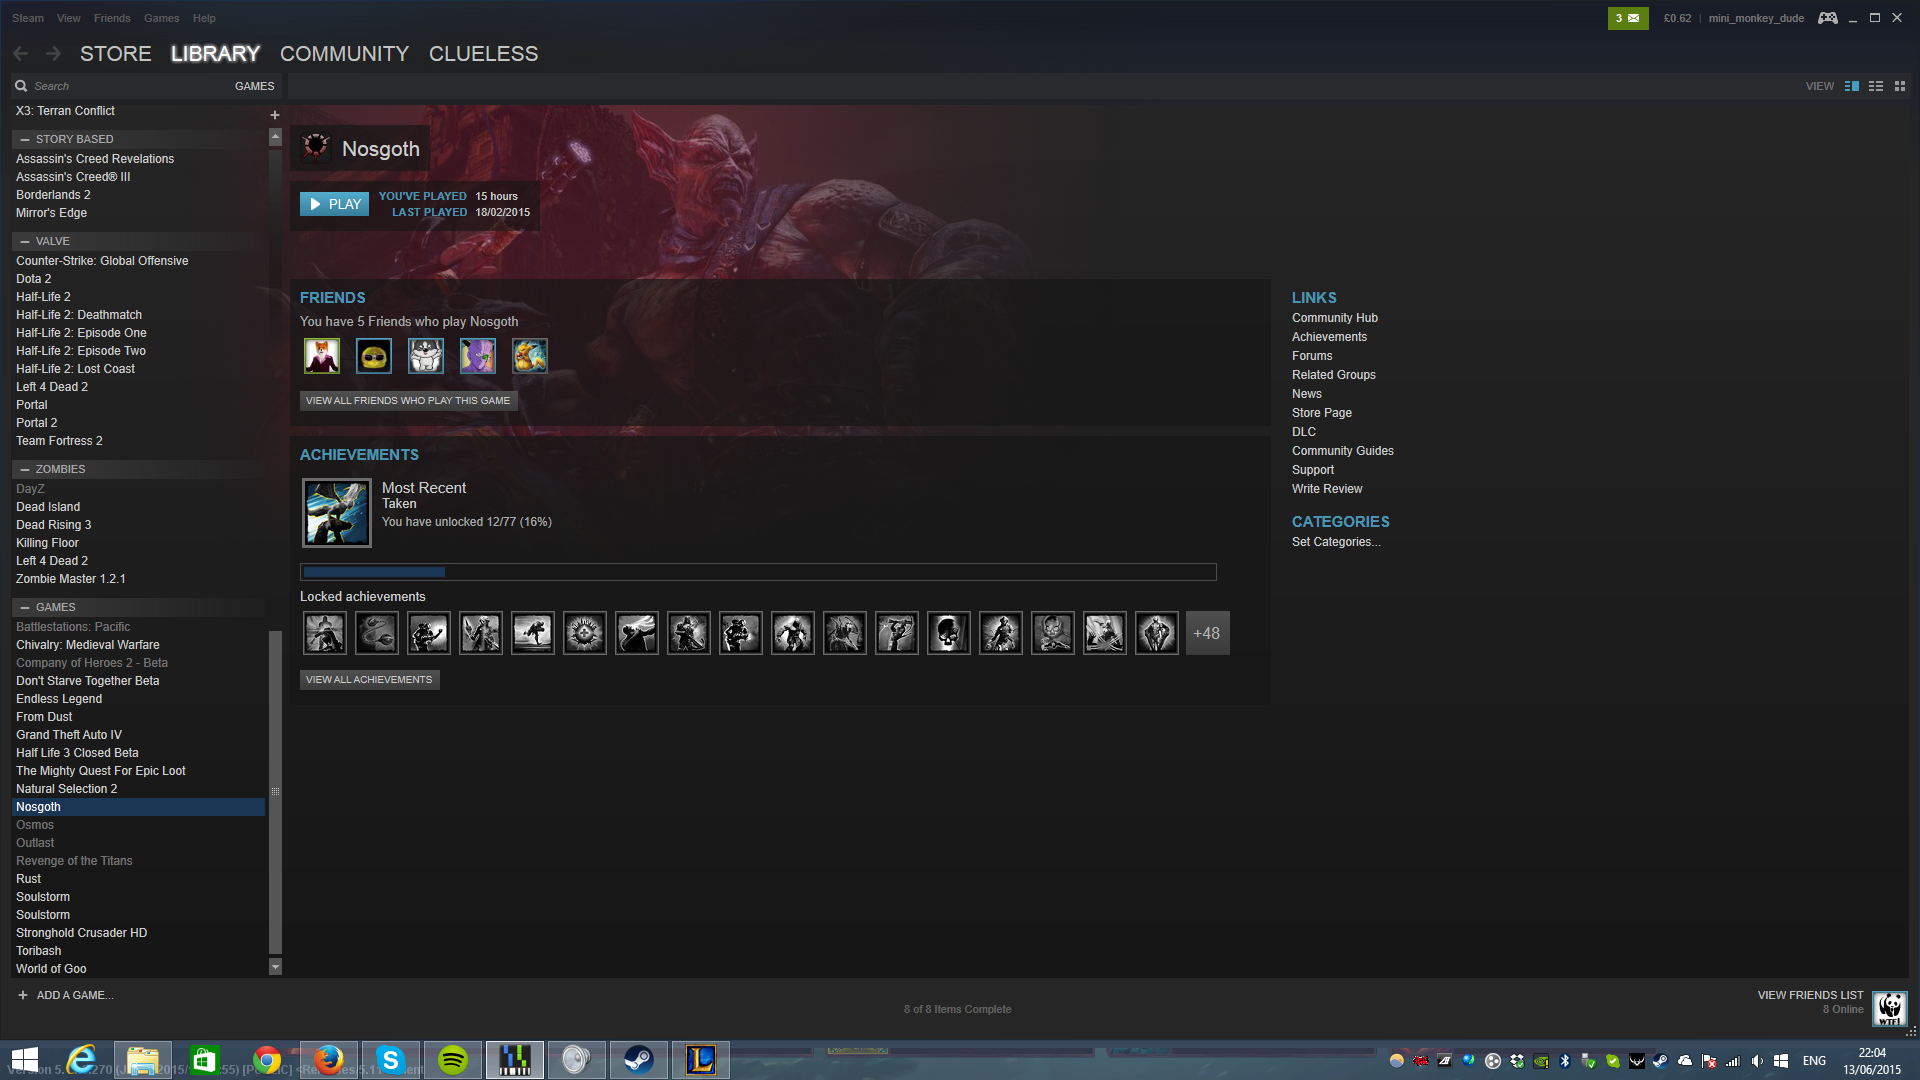 Steam View Friends Games Help
3 £0.62 | mini_monkey_dude
STORE LIBRARY COMMUNITY CLUELESS
Search GAMES
VIEW
X3: Terran Conflict
STORY BASED
Assassin's Creed Revelations
Assassin's Creed® III
Borderlands 2
Mirror's Edge
VALVE
Counter-Strike: Global Offensive
Dota 2
Half-Life 2
Half-Life 2: Deathmatch
Half-Life 2: Episode One
Half-Life 2: Episode Two
Half-Life 2: Lost Coast
Left 4 Dead 2
Portal
Portal 2
Team Fortress 2
ZOMBIES
DayZ
Dead Island
Dead Rising 3
Killing Floor
Left 4 Dead 2
Zombie Master 1.2.1
GAMES
Battlestations: Pacific
Chivalry: Medieval Warfare
Company of Heroes 2 - Beta
Don't Starve Together Beta
Endless Legend
From Dust
Grand Theft Auto IV
Half Life 3 Closed Beta
The Mighty Quest For Epic Loot
Natural Selection 2
Nosgoth
Osmos
Outlast
Revenge of the Titans
Rust
Soulstorm
Soulstorm
Stronghold Crusader HD
Toribash
World of Goo
+ ADD A GAME...
Nosgoth
PLAY
YOU'VE PLAYED 15 hours
LAST PLAYED 18/02/2015
FRIENDS
You have 5 Friends who play Nosgoth
VIEW ALL FRIENDS WHO PLAY THIS GAME
ACHIEVEMENTS
Most Recent
Taken
You have unlocked 12/77 (16%)
Locked achievements
+48
VIEW ALL ACHIEVEMENTS
LINKS
Community Hub
Achievements
Forums
Related Groups
News
Store Page
DLC
Community Guides
Support
Write Review
CATEGORIES
Set Categories...
8 of 8 Items Complete
VIEW FRIENDS LIST
8 Online
WTF!
ENG
22:04
13/06/2015